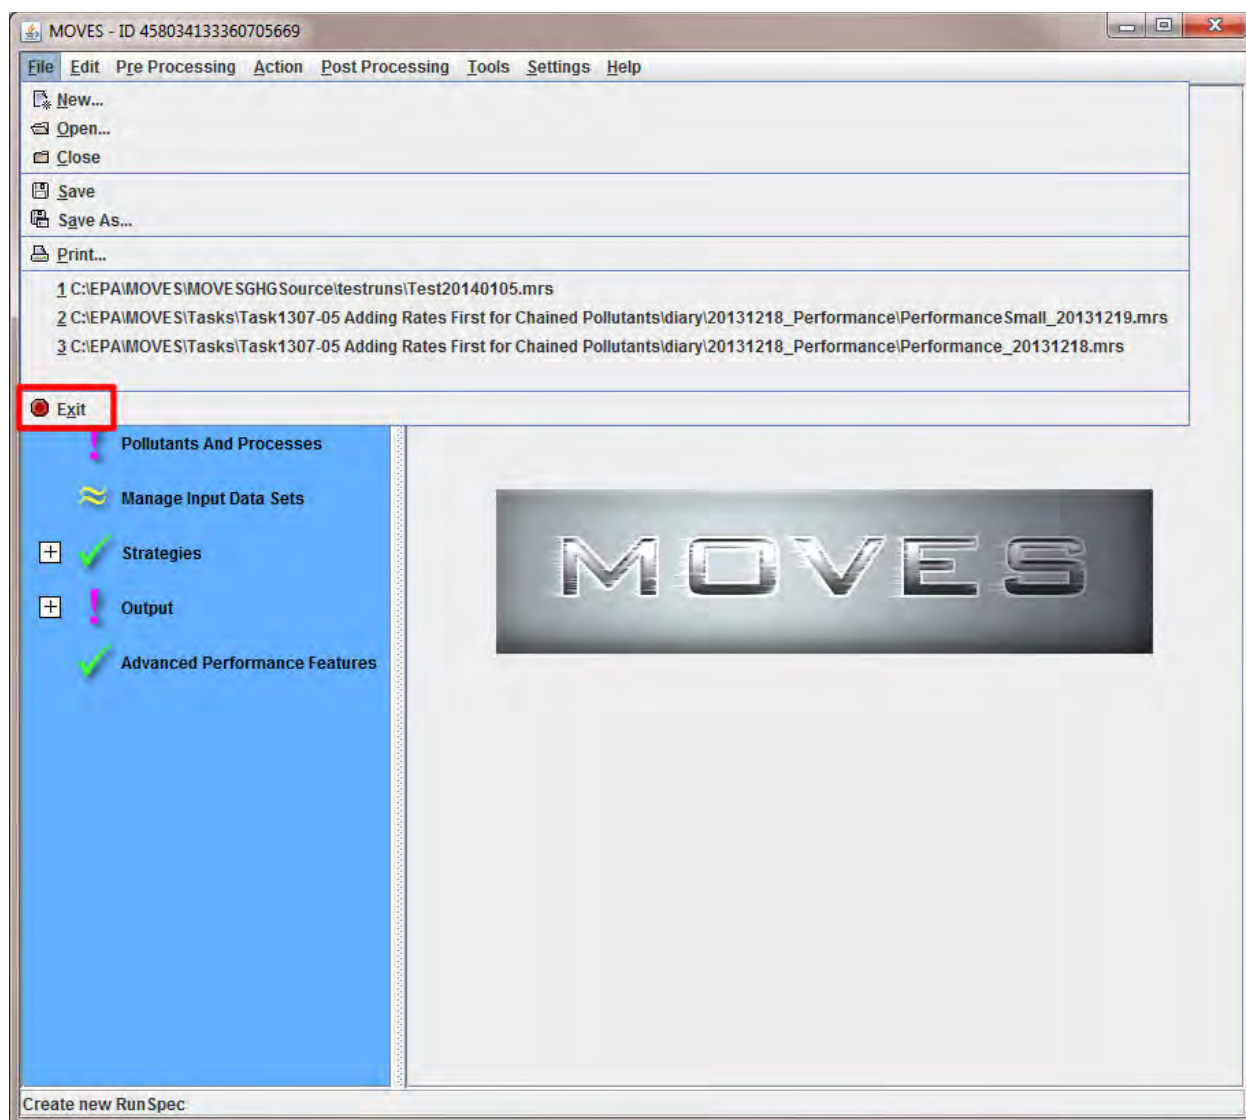 MOVES - ID 458034133360705669
File Edit Pre Processing Action Post Processing Tools Settings Help
New...
Open...
Close
Save
Save As...
Print...
1 C:\EPA\MOVES\MOVESGHGSource\testruns\Test20140105.mrs
2 C:\EPA\MOVES\Tasks\Task1307-05 Adding Rates First for Chained Pollutants\diary\20131218_Performance\PerformanceSmall_20131219.mrs
3 C:\EPA\MOVES\Tasks\Task1307-05 Adding Rates First for Chained Pollutants\diary\20131218_Performance\Performance_20131218.mrs
Exit
Pollutants And Processes
Manage Input Data Sets
Strategies
Output
Advanced Performance Features
MOVES
Create new RunSpec